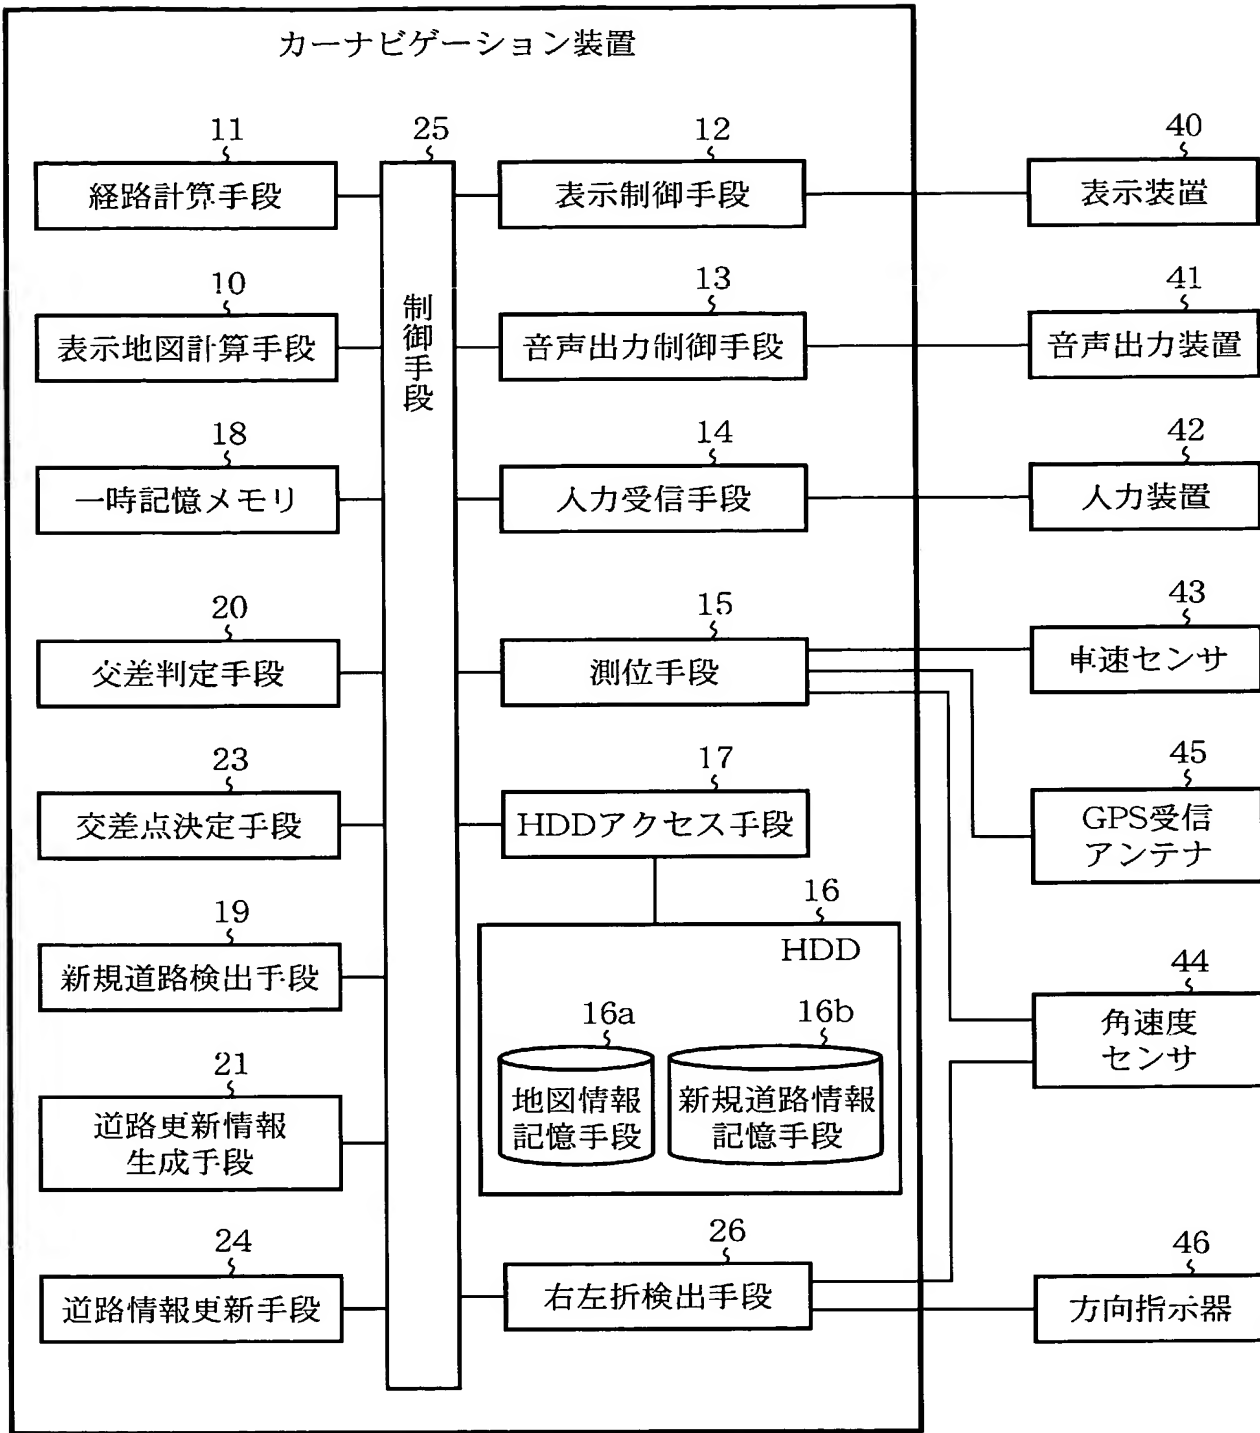 カーナビゲーション装置
11
25
12
40
経路計算手段
表示制御手段
表示装置
10
13
41
制御手段
表示地図計算手段
音声出力制御手段
音声出力装置
18
14
42
一時記憶メモリ
入力受信手段
入力装置
20
15
43
交差判定手段
測位手段
車速センサ
23
17
45
交差点決定手段
HDDアクセス手段
GPS受信
アンテナ
19
16
新規道路検出手段
HDD
44
角速度
センサ
16a
16b
地図情報
記憶手段
新規道路情報
記憶手段
21
道路更新情報
生成手段
24
26
46
道路情報更新手段
右左折検出手段
方向指示器